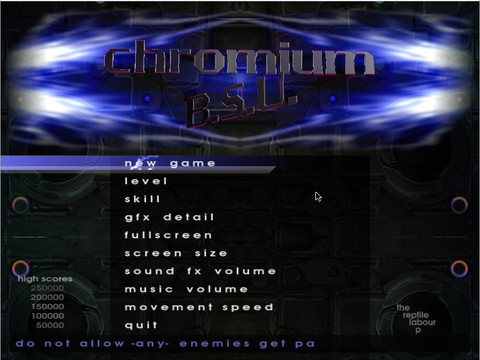 chromium
B.S.U.
new game
level
skill
gfx detail
fullscreen
screen size
sound fx volume
music volume
movement speed
quit
high scores
250000
200000
150000
100000
50000
the
reptile
labour
p
do not allow -any- enemies get pa